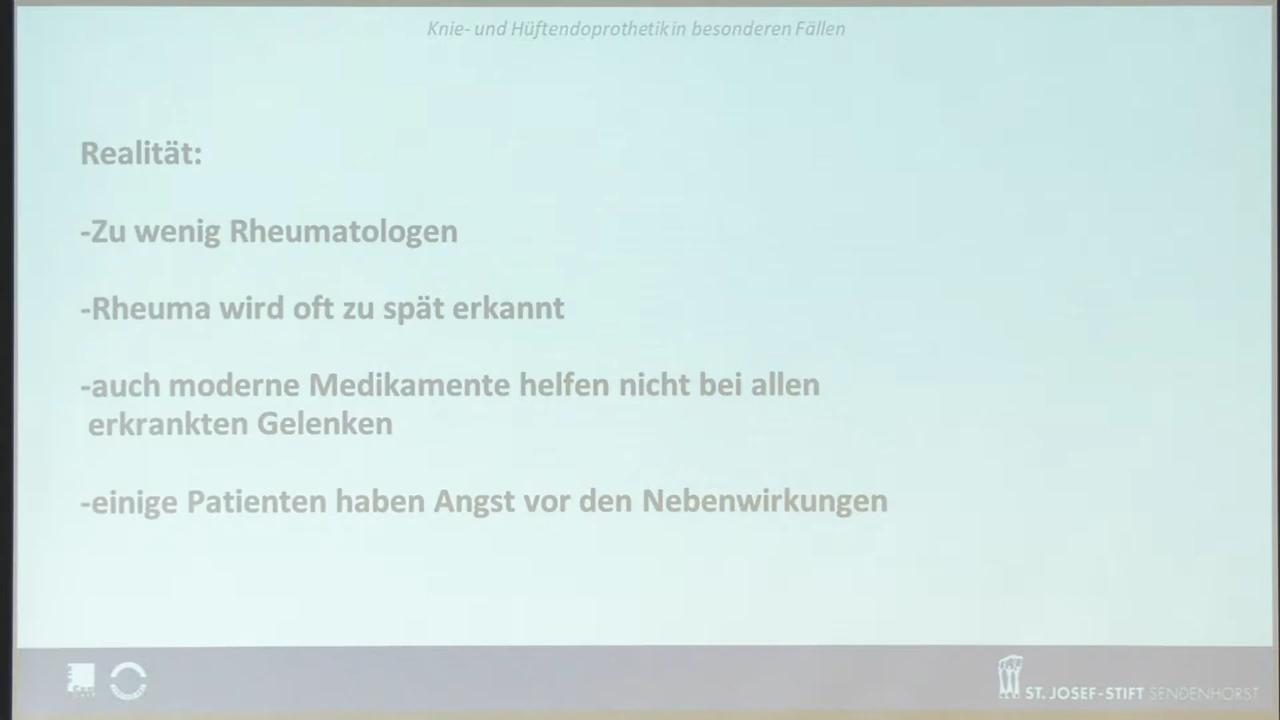 Knie- und Hüftendoprothetik in besonderen Fällen
Realität:
-Zu wenig Rheumatologen
-Rheuma wird oft zu spät erkannt
-auch moderne Medikamente helfen nicht bei allen
erkrankten Gelenken
-einige Patienten haben Angst vor den Nebenwirkungen
ST. JOSEF-STIFT SENDENHORST